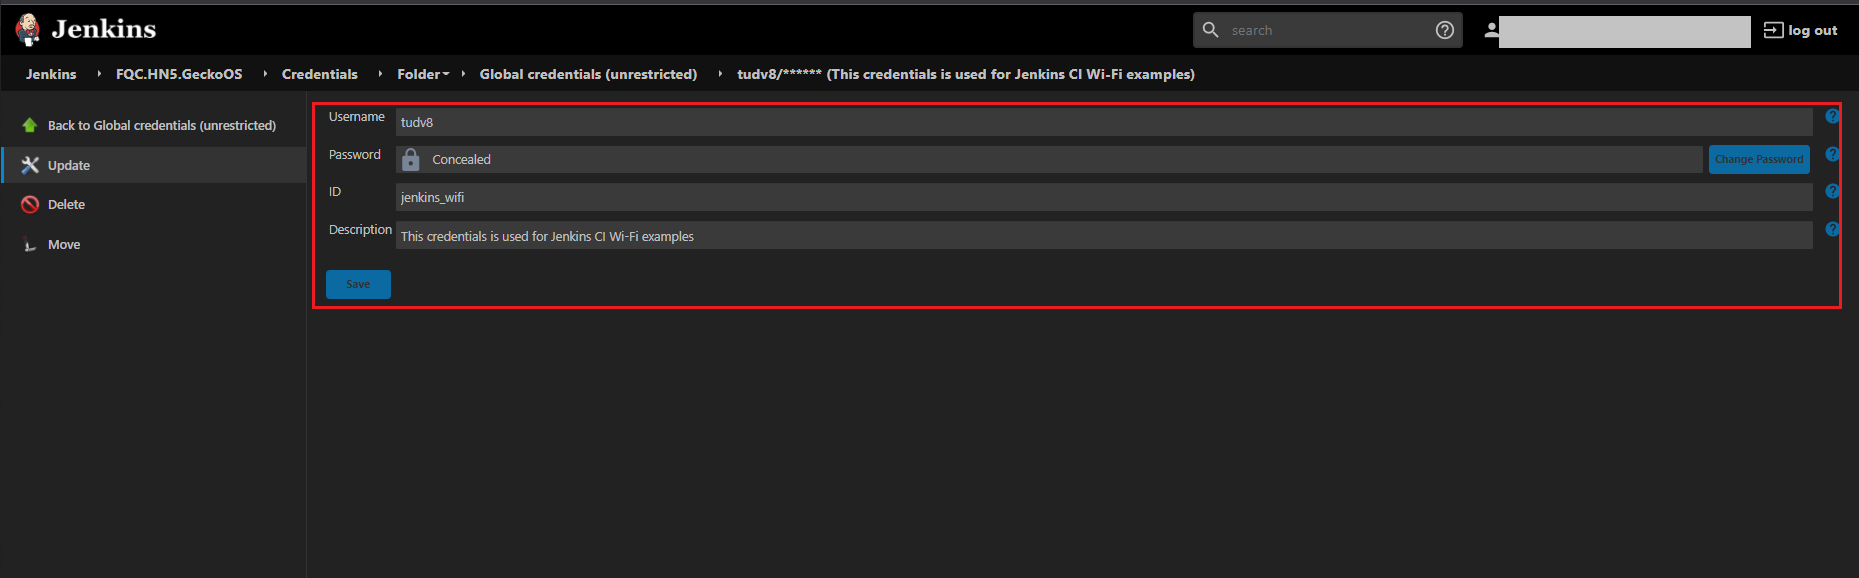 Jenkins
search
log out
Jenkins FQC.HN5.GeckoOS Credentials Folder Global credentials (unrestricted) tudv8/****** (This credentials is used for Jenkins CI Wi-Fi examples)
Back to Global credentials (unrestricted)
Update
Delete
Move
Username tudv8
Password Concealed Change Password
ID jenkins_wifi
Description This credentials is used for Jenkins CI Wi-Fi examples
Save